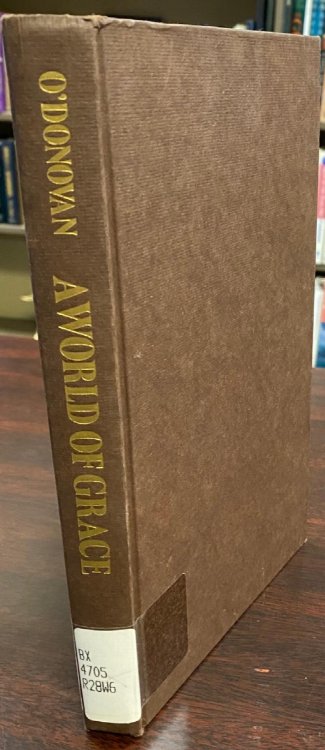 O'DONOVAN
A WORLD OF GRACE
BX
4705
R28W6